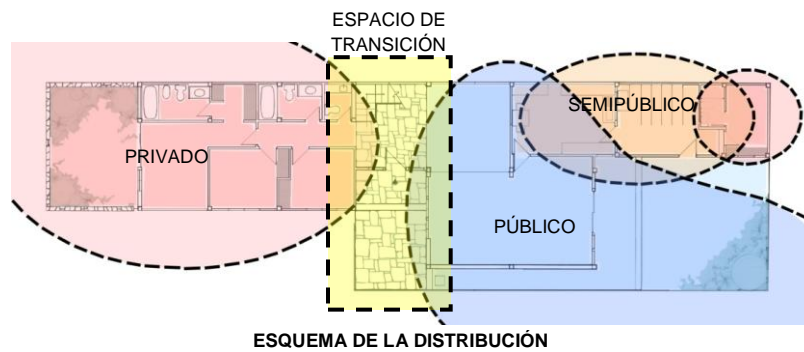 ESPACIO DE
TRANSICIÓN
SEMIPÚBLICO
PRIVADO
PÚBLICO
ESQUEMA DE LA DISTRIBUCIÓN